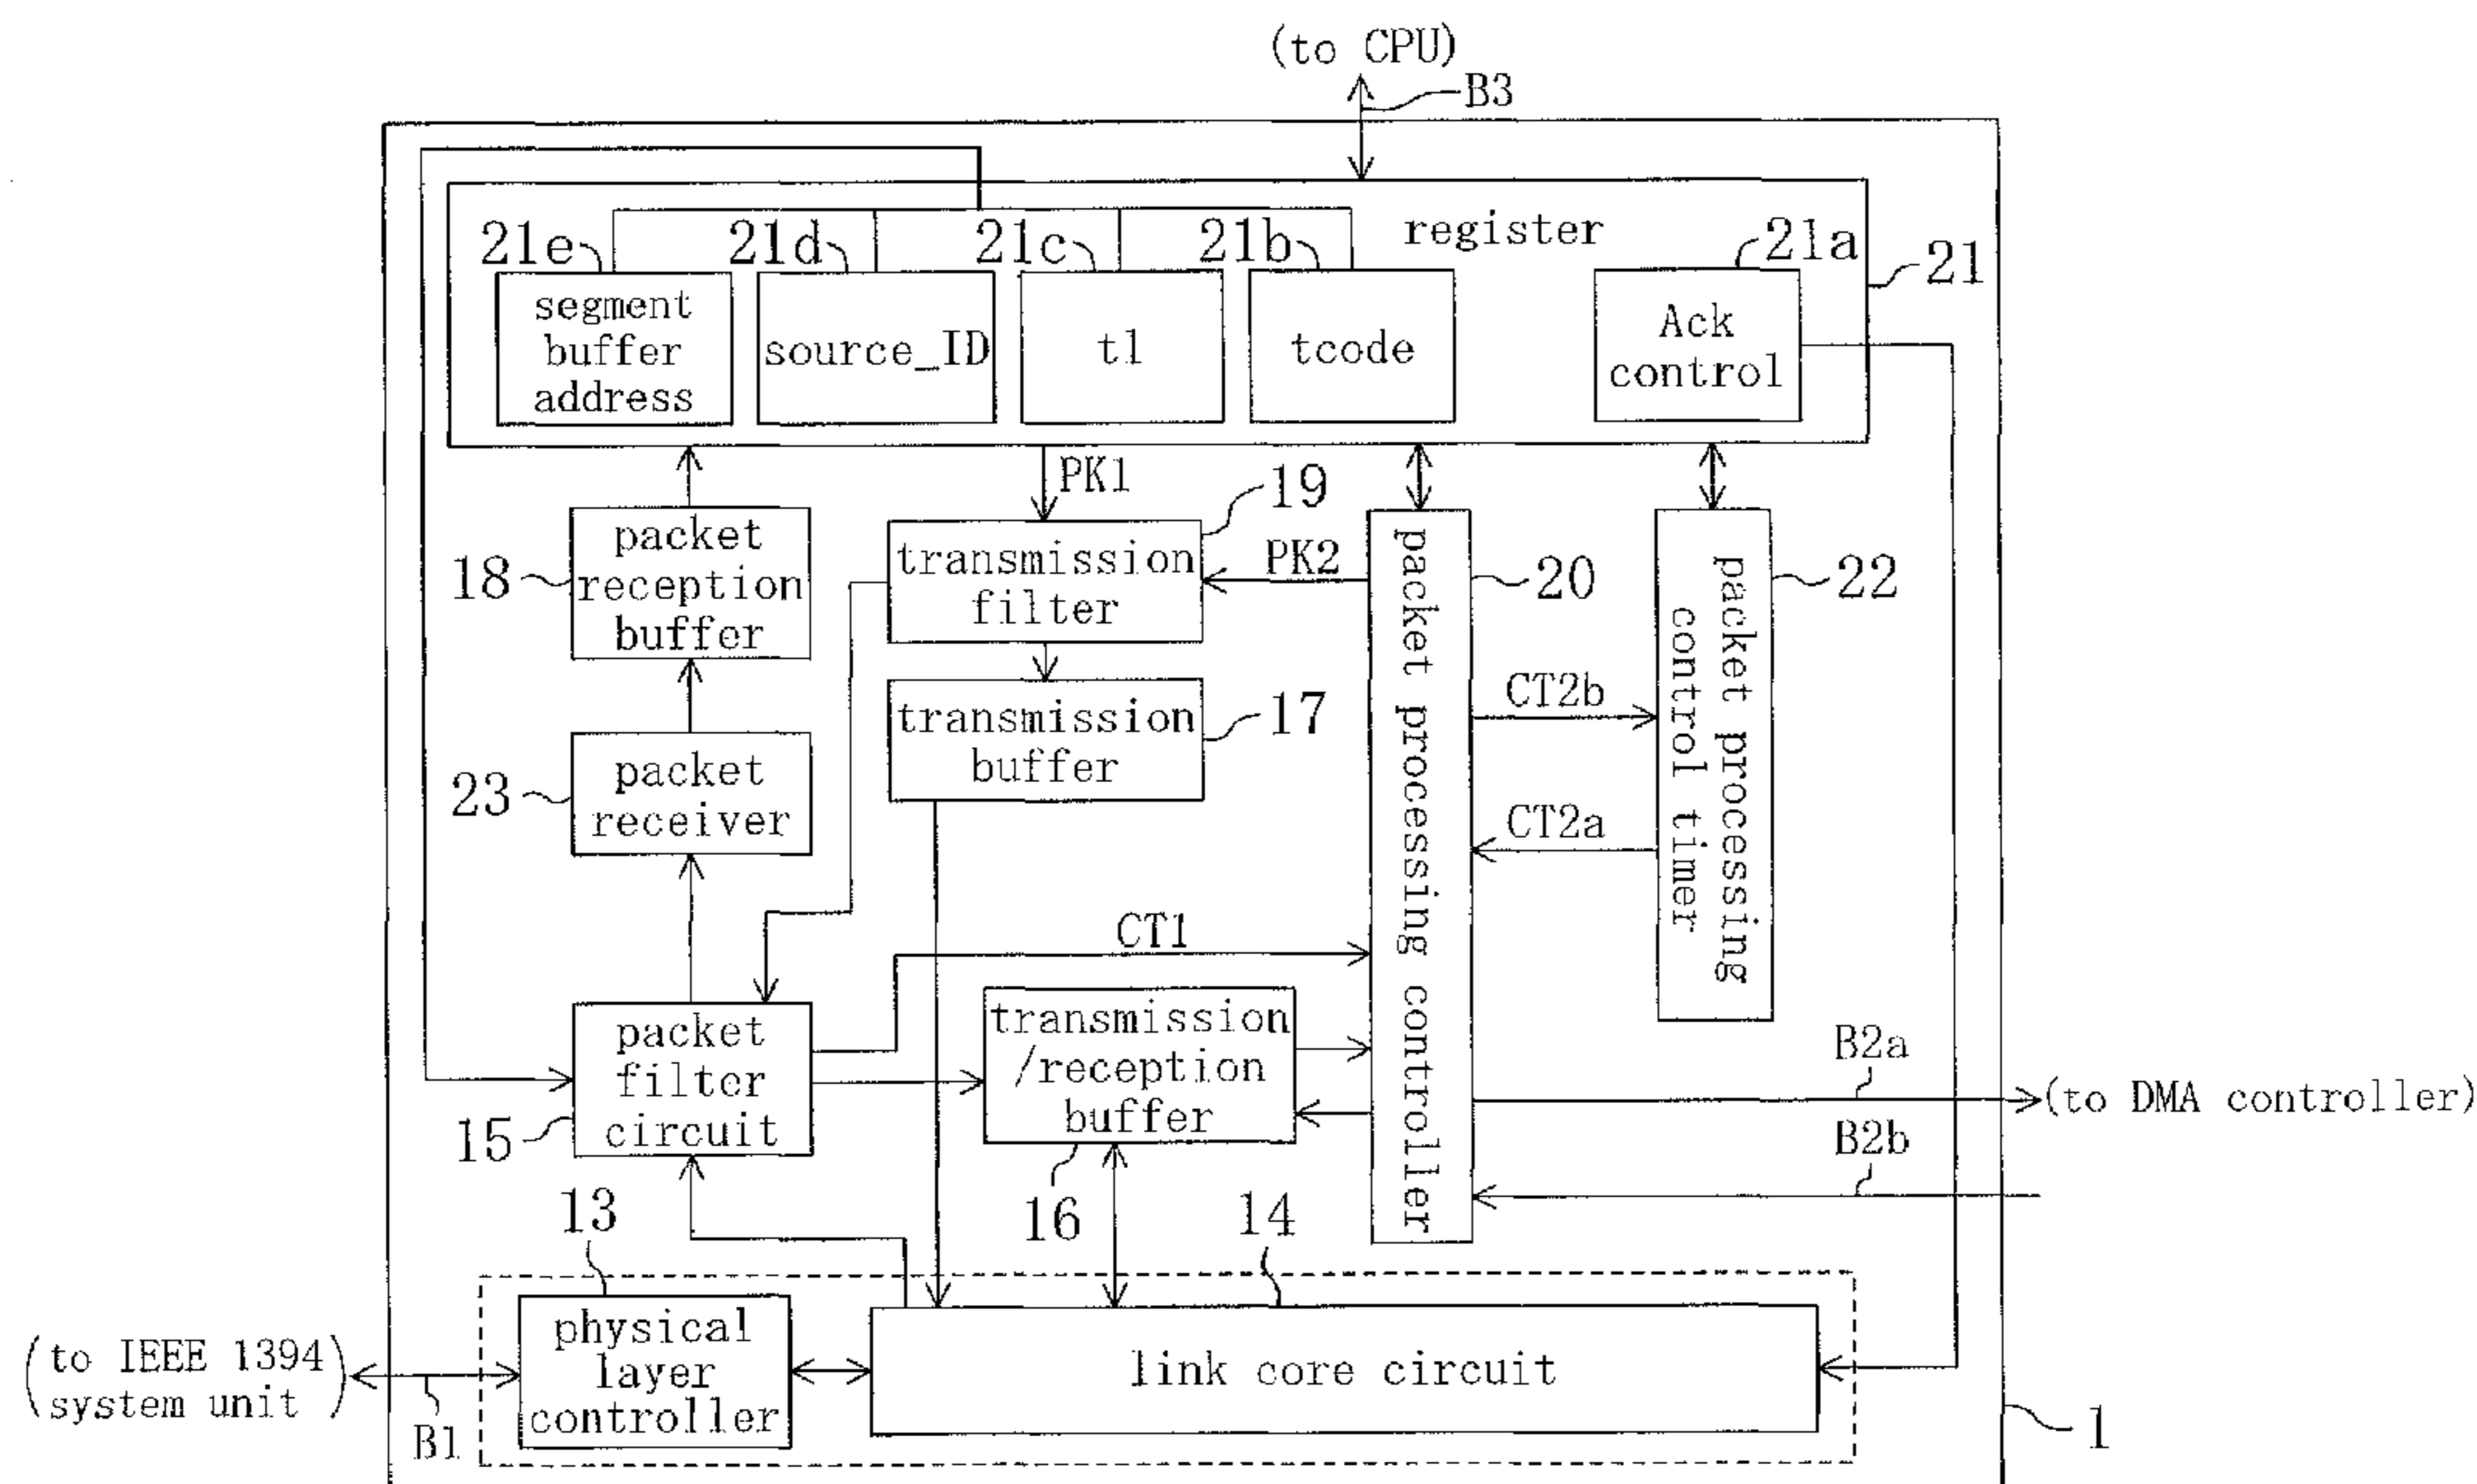 (to CPU)
B3
register
21e
21d
21c
21b
21a
21
segment
buffer
address
source_ID
tl
tcode
Ack
control
PK1
19
packet
reception
buffer
18
transmission
filter
PK2
20
22
packet processing controller
packet processing
control timer
transmission
buffer
17
CT2b
CT2a
23
packet
receiver
CT1
packet
filter
circuit
15
transmission
/reception
buffer
16
B2a
(to DMA controller)
B2b
13
14
physical
layer
controller
link core circuit
(to IEEE 1394
system unit)
B1
1